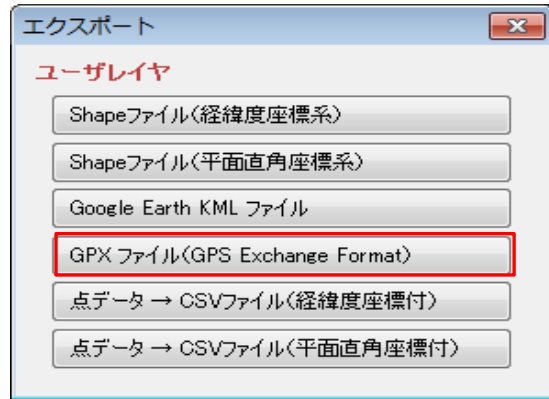 エクスポート
ユーザレイヤ
Shapeファイル(経緯度座標系)
Shapeファイル(平面直角座標系)
Google Earth KML ファイル
GPX ファイル(GPS Exchange Format)
点データ → CSVファイル(経緯度座標付)
点データ → CSVファイル(平面直角座標付)